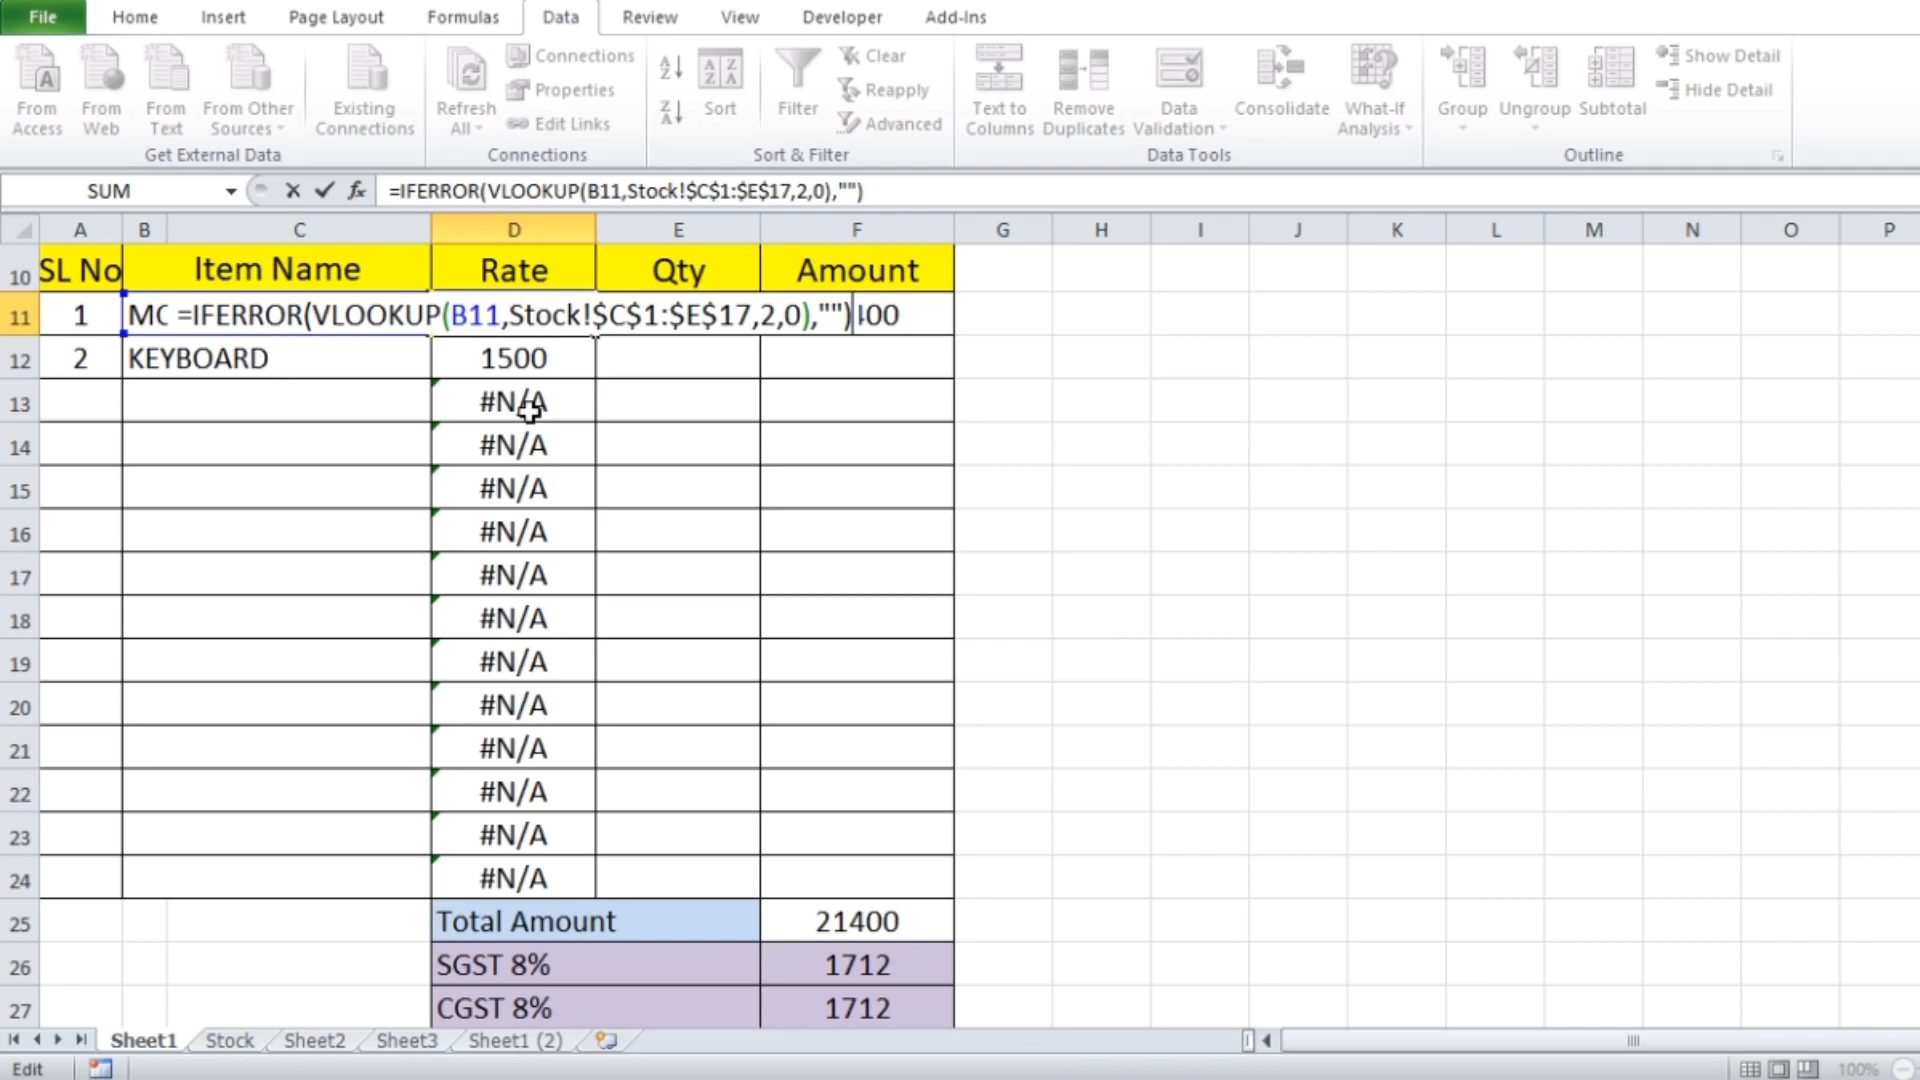 File Home Insert Page Layout Formulas Data Review View Developer Add-Ins
From Access From Web From Text From Other Sources Existing Connections Refresh All Connections Properties Edit Links Sort Filter Clear Reapply Advanced Text to Columns Remove Duplicates Data Validation Consolidate What-If Analysis Group Ungroup Subtotal Show Detail Hide Detail
Get External Data Connections Sort & Filter Data Tools Outline
SUM fx =IFERROR(VLOOKUP(B11,Stock!$C$1:$E$17,2,0),"")
A B C D E F G H I J K L M N O P
10 SL No Item Name Rate Qty Amount
11 1 MC =IFERROR(VLOOKUP(B11,Stock!$C$1:$E$17,2,0),"") 400
12 2 KEYBOARD 1500
13 #N/A
14 #N/A
15 #N/A
16 #N/A
17 #N/A
18 #N/A
19 #N/A
20 #N/A
21 #N/A
22 #N/A
23 #N/A
24 #N/A
25 Total Amount 21400
26 SGST 8% 1712
27 CGST 8% 1712
Sheet1 Stock Sheet2 Sheet3 Sheet1 (2)
Edit 100%